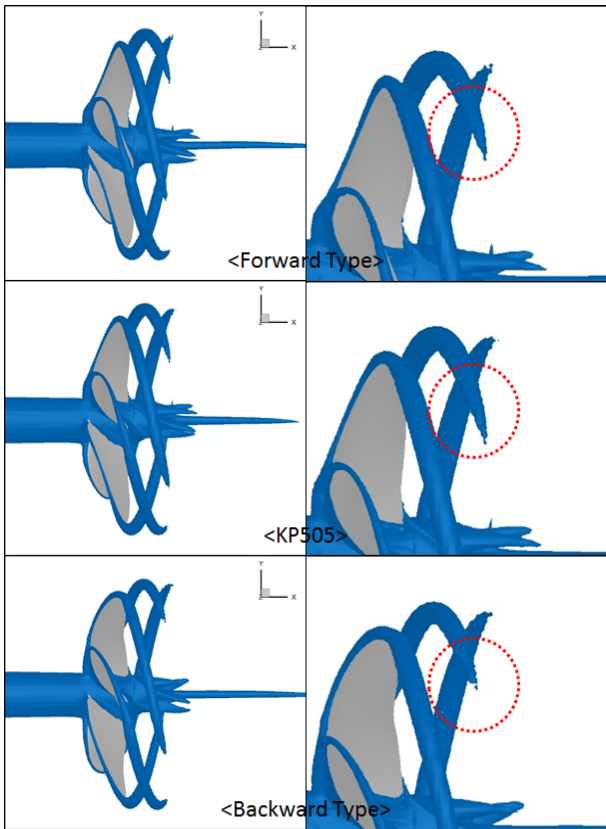 Y
Z X
<Forward Type>
Y
Z X
<KP505>
Y
Z X
<Backward Type>